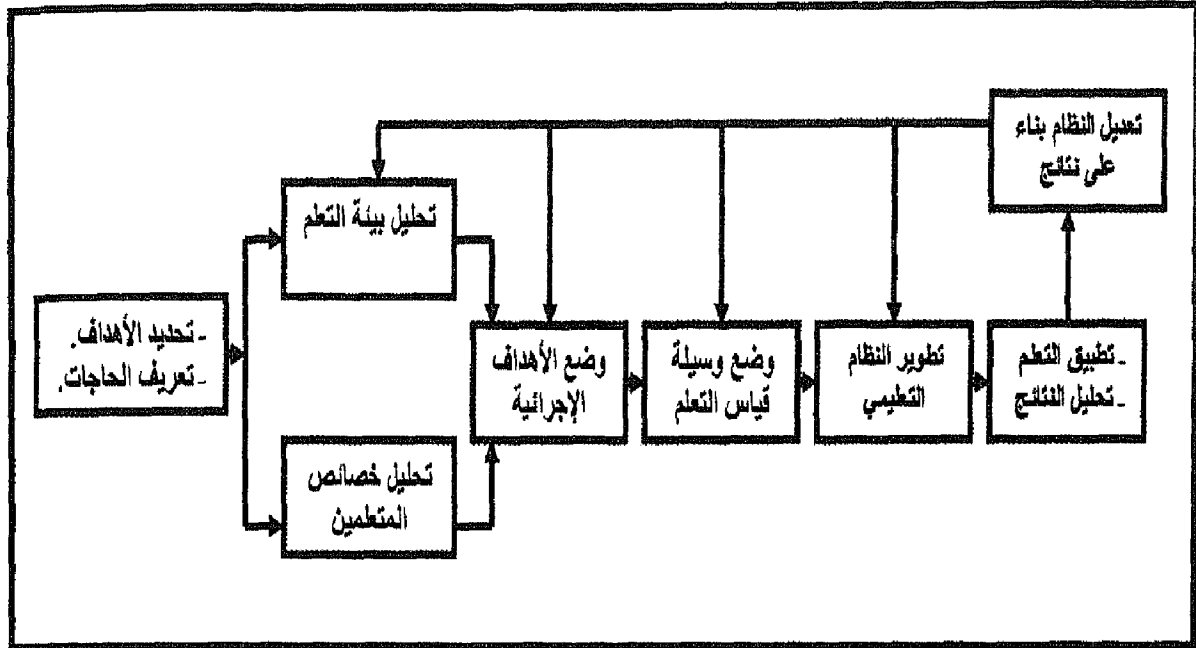 تعديل النظام بناء
على نتائج
تحليل بيئة التعلم
- تحديد الأهداف.
- تعريف الحاجات.
وضع الأهداف
الإجرائية
وضع وسيلة
قياس التعلم
تطوير النظام
التعليمي
- تطبيق التعلم
- تحليل النتائج
تحليل خصائص
المتعلمين